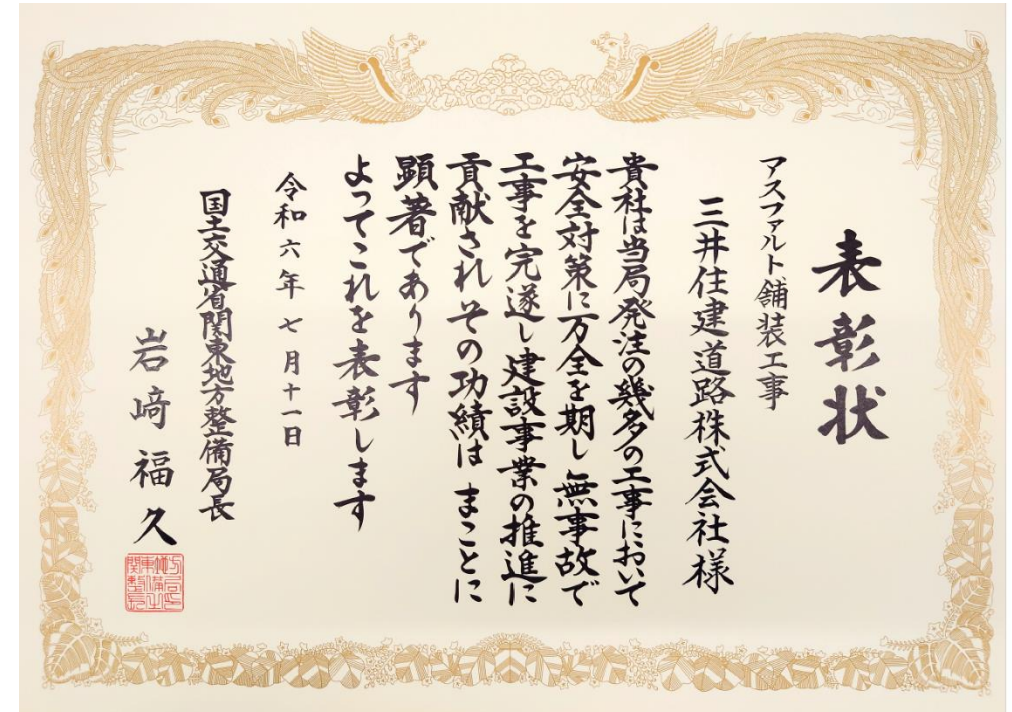 表彰状
アスファルト舗装工事
三井住建道路株式会社様
貴社は当局発注の幾多の工事において
安全対策に万全を期し無事故で
工事を完遂し建設事業の推進に
貢献されその功績はまことに
顕著であります
よってこれを表彰します
令和六年七月十一日
国土交通省関東地方整備局長
岩﨑福久